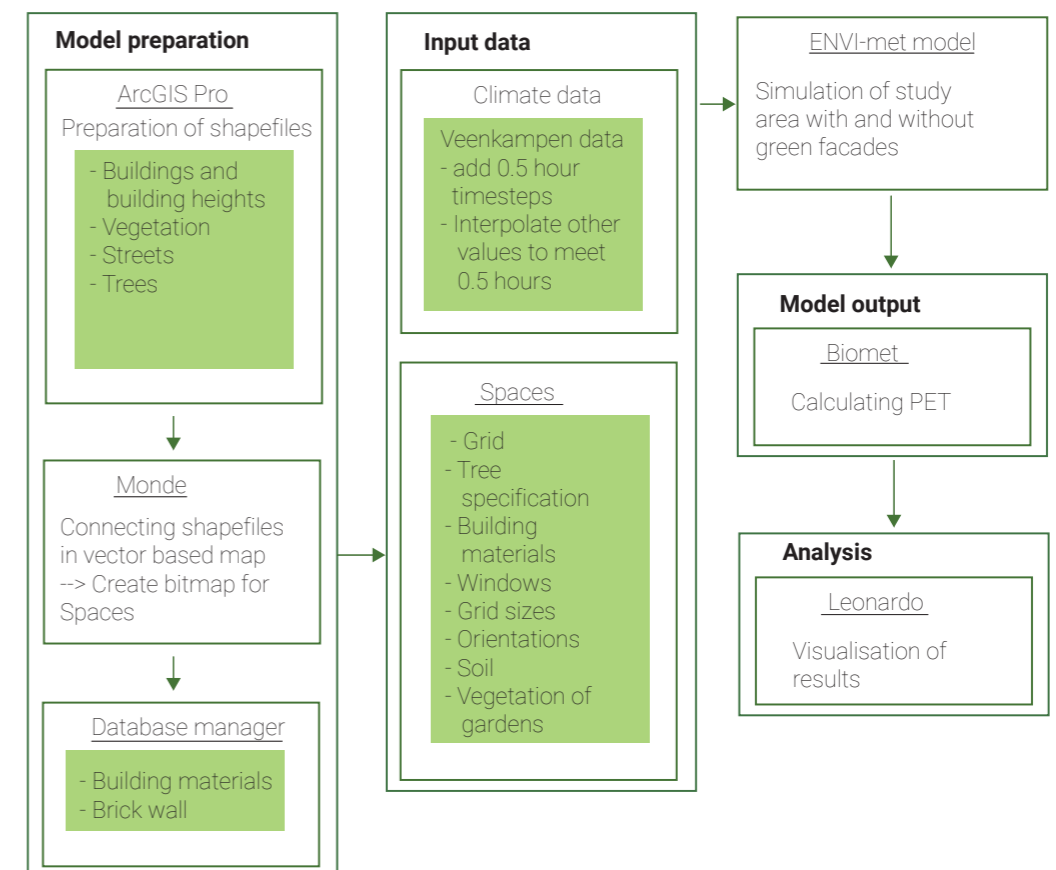 Model preparation
ArcGIS Pro
Preparation of shapefiles
- Buildings and
building heights
- Vegetation
- Streets
- Trees
Monde
Connecting shapefiles
in vector based map
--> Create bitmap for
Spaces
Database manager
- Building materials
- Brick wall
Input data
Climate data
Veenkampen data
- add 0.5 hour
timesteps
- Interpolate other
values to meet
0.5 hours
Spaces
- Grid
- Tree
specification
- Building
materials
- Windows
- Grid sizes
- Orientations
- Soil
- Vegetation of
gardens
ENVI-met model
Simulation of study
area with and without
green facades
Model output
Biomet
Calculating PET
Analysis
Leonardo
Visualisation of
results